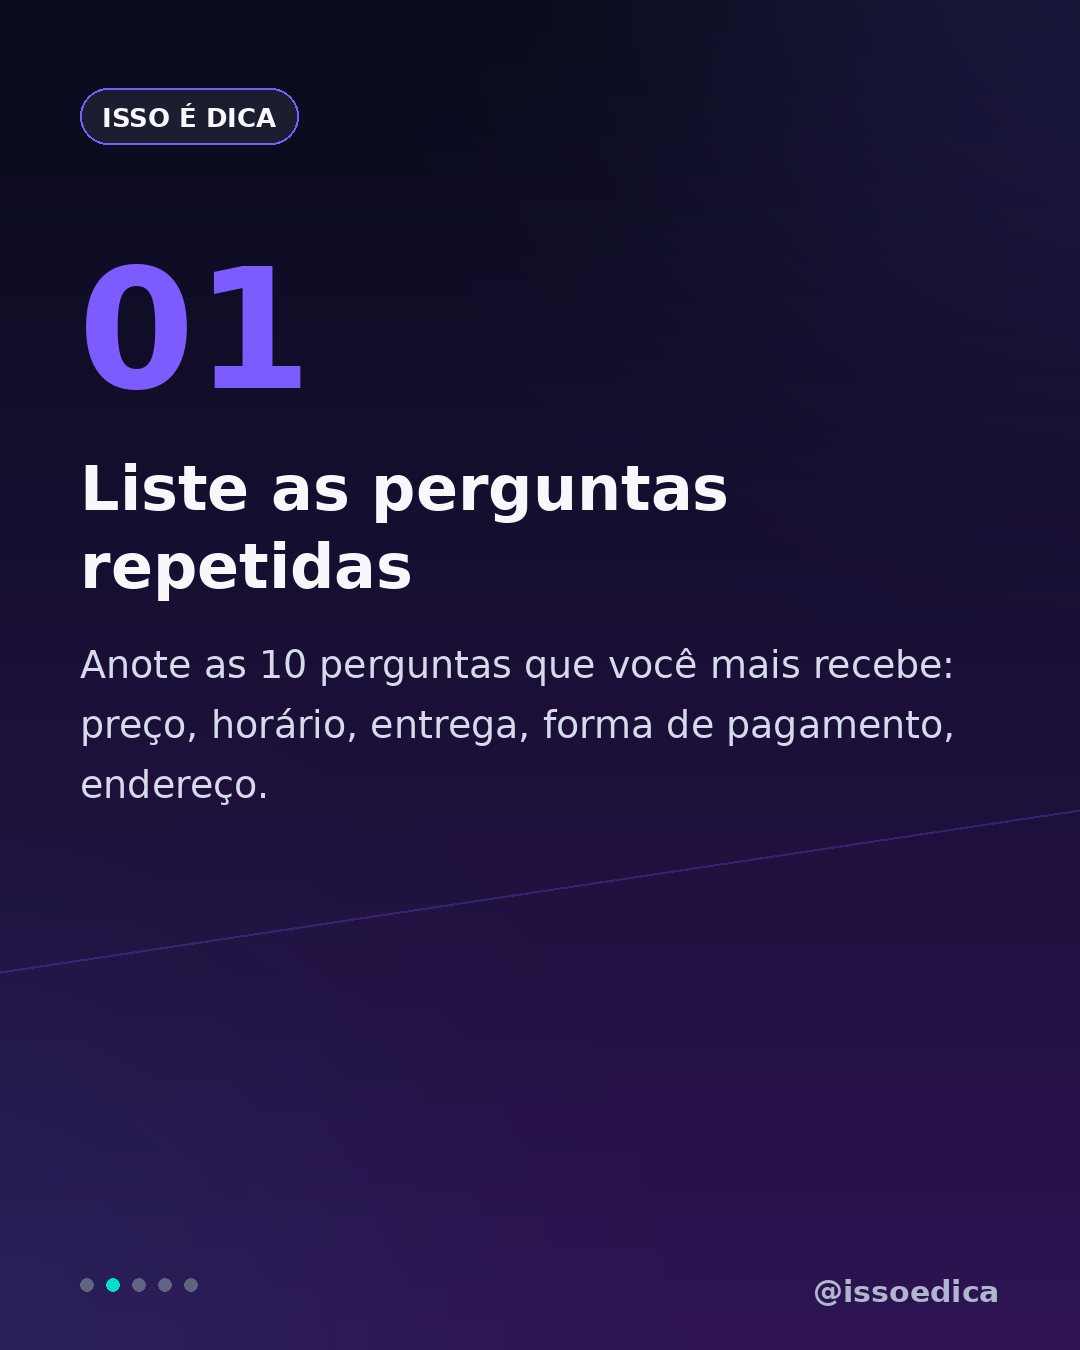 ISSO É DICA
01
Liste as perguntas
repetidas
Anote as 10 perguntas que você mais recebe:
preço, horário, entrega, forma de pagamento,
endereço.
@issoedica